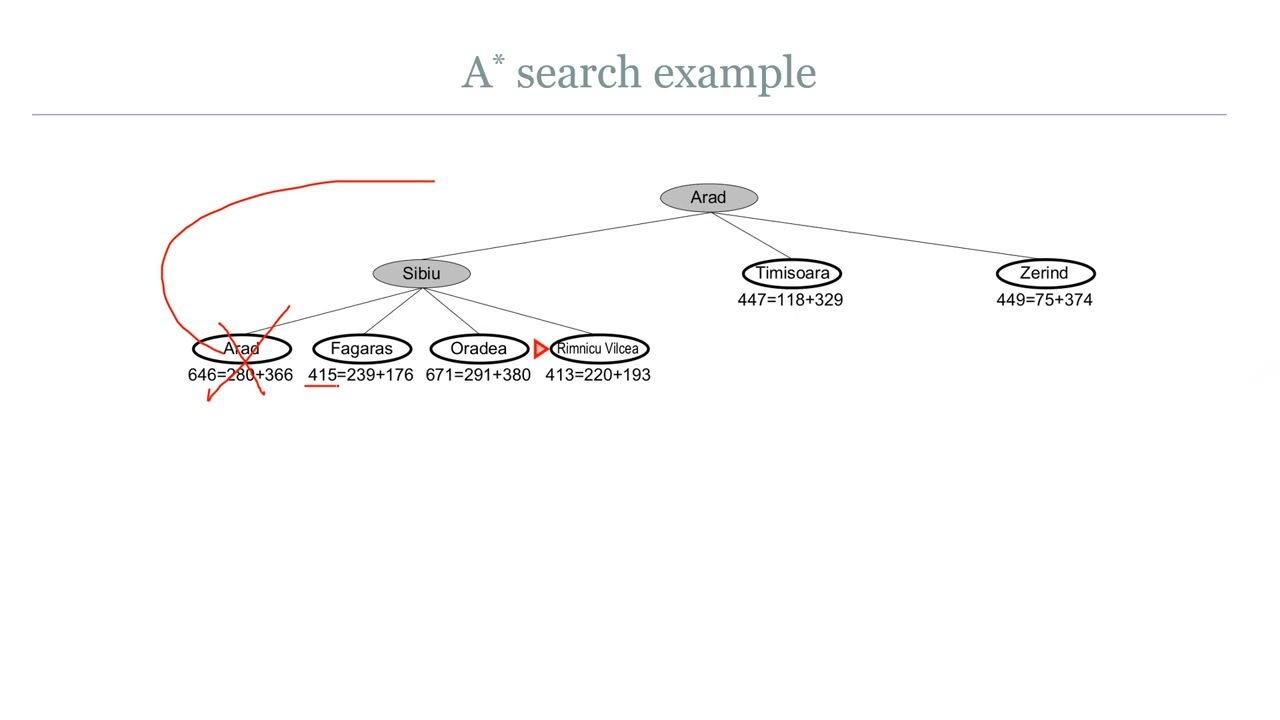 A* search example
Arad
Sibiu
Timisoara
Zerind
447=118+329
449=75+374
Arad
Fagaras
Oradea
Rimnicu Vilcea
646=280+366
415=239+176
671=291+380
413=220+193